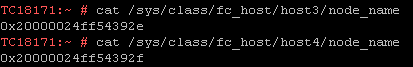 TC18171:~ # cat /sys/class/fc_host/host3/node_name
0x20000024ff54392e
TC18171:~ # cat /sys/class/fc_host/host4/node_name
0x20000024ff54392f